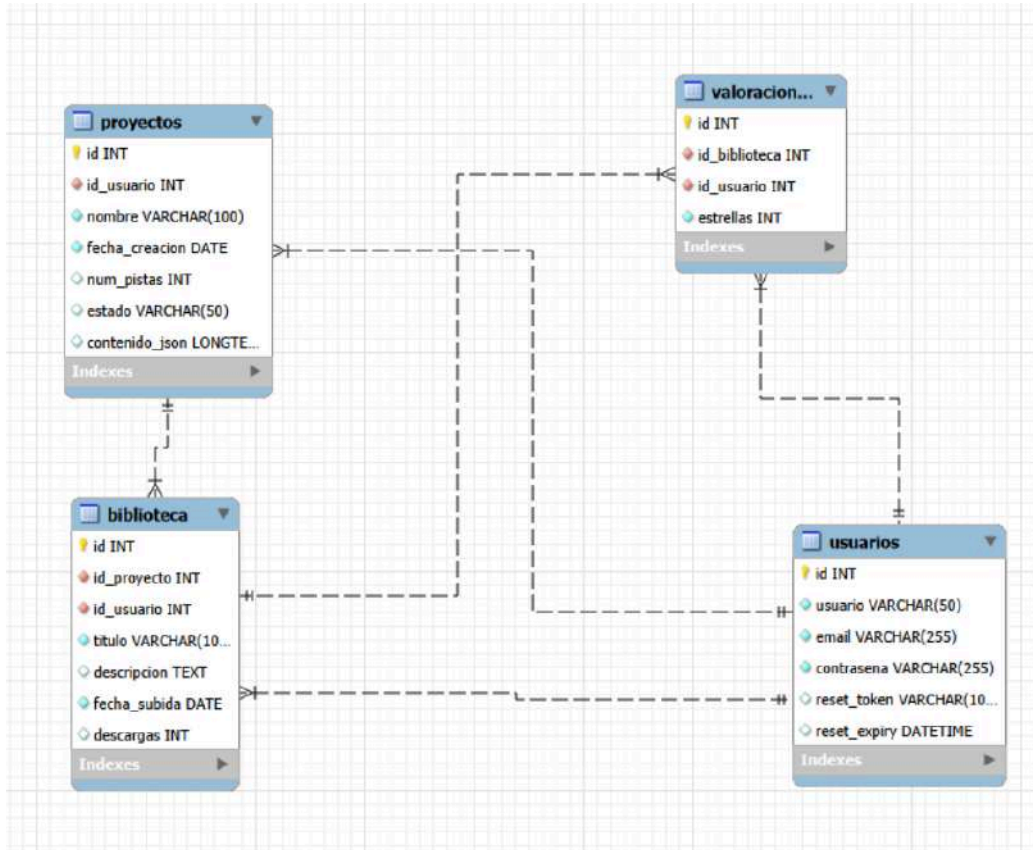 proyectos
id INT
id_usuario INT
nombre VARCHAR(100)
fecha_creacion DATE
num_pistas INT
estado VARCHAR(50)
contenido_json LONGTE...
Indexes
valoracion...
id INT
id_biblioteca INT
id_usuario INT
estrellas INT
Indexes
biblioteca
id INT
id_proyecto INT
id_usuario INT
titulo VARCHAR(10...
descripcion TEXT
fecha_subida DATE
descargas INT
Indexes
usuarios
id INT
usuario VARCHAR(50)
email VARCHAR(255)
contrasena VARCHAR(255)
reset_token VARCHAR(10...
reset_expiry DATETIME
Indexes